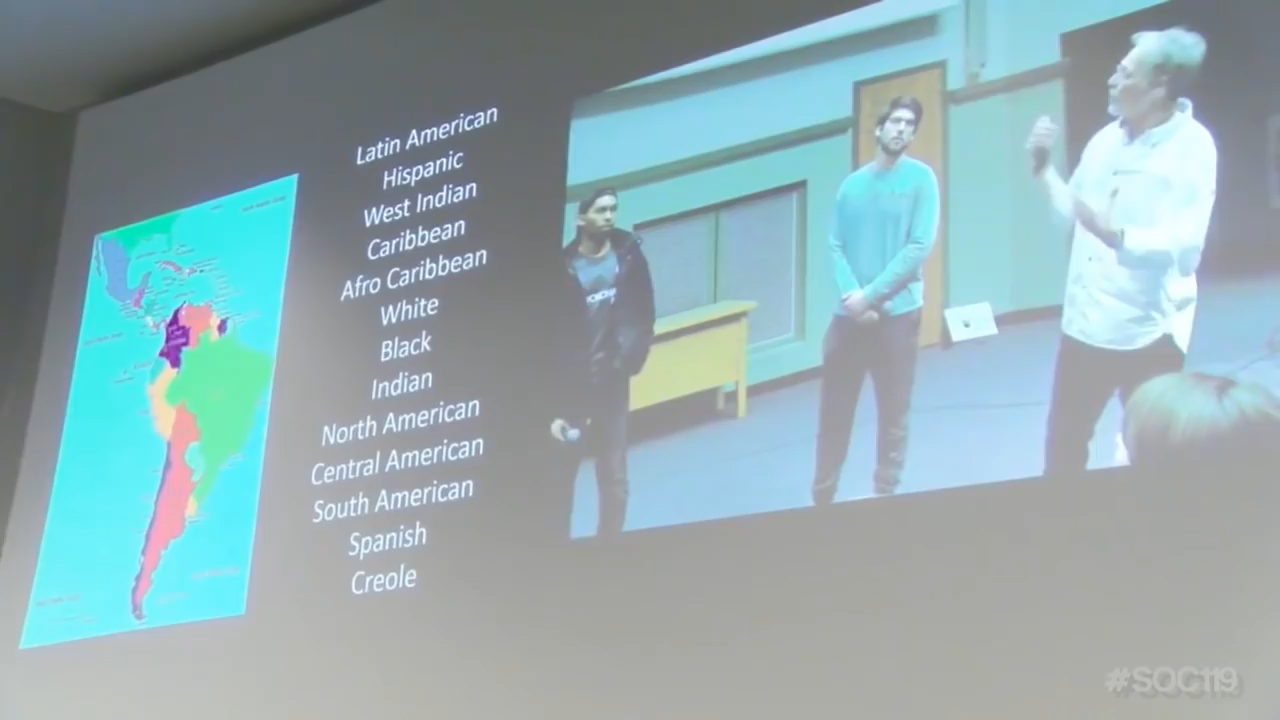 Latin American
Hispanic
West Indian
Caribbean
Afro Caribbean
White
Black
Indian
North American
Central American
South American
Spanish
Creole
#SOC119